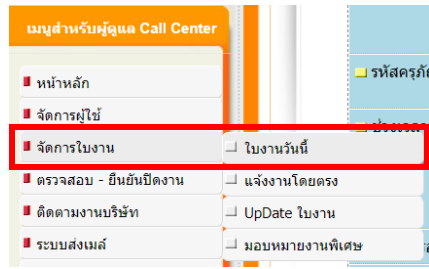 เมนูสำหรับผู้ดูแล Call Center
รหัสครุภั
หน้าหลัก
จัดการผู้ใช้
จัดการใบงาน
ใบงานวันนี้
ตรวจสอบ - ยืนยันปิดงาน
แจ้งงานโดยตรง
ติดตามงานบริษัท
UpDate ใบงาน
ระบบส่งเมล์
มอบหมายงานพิเศษ